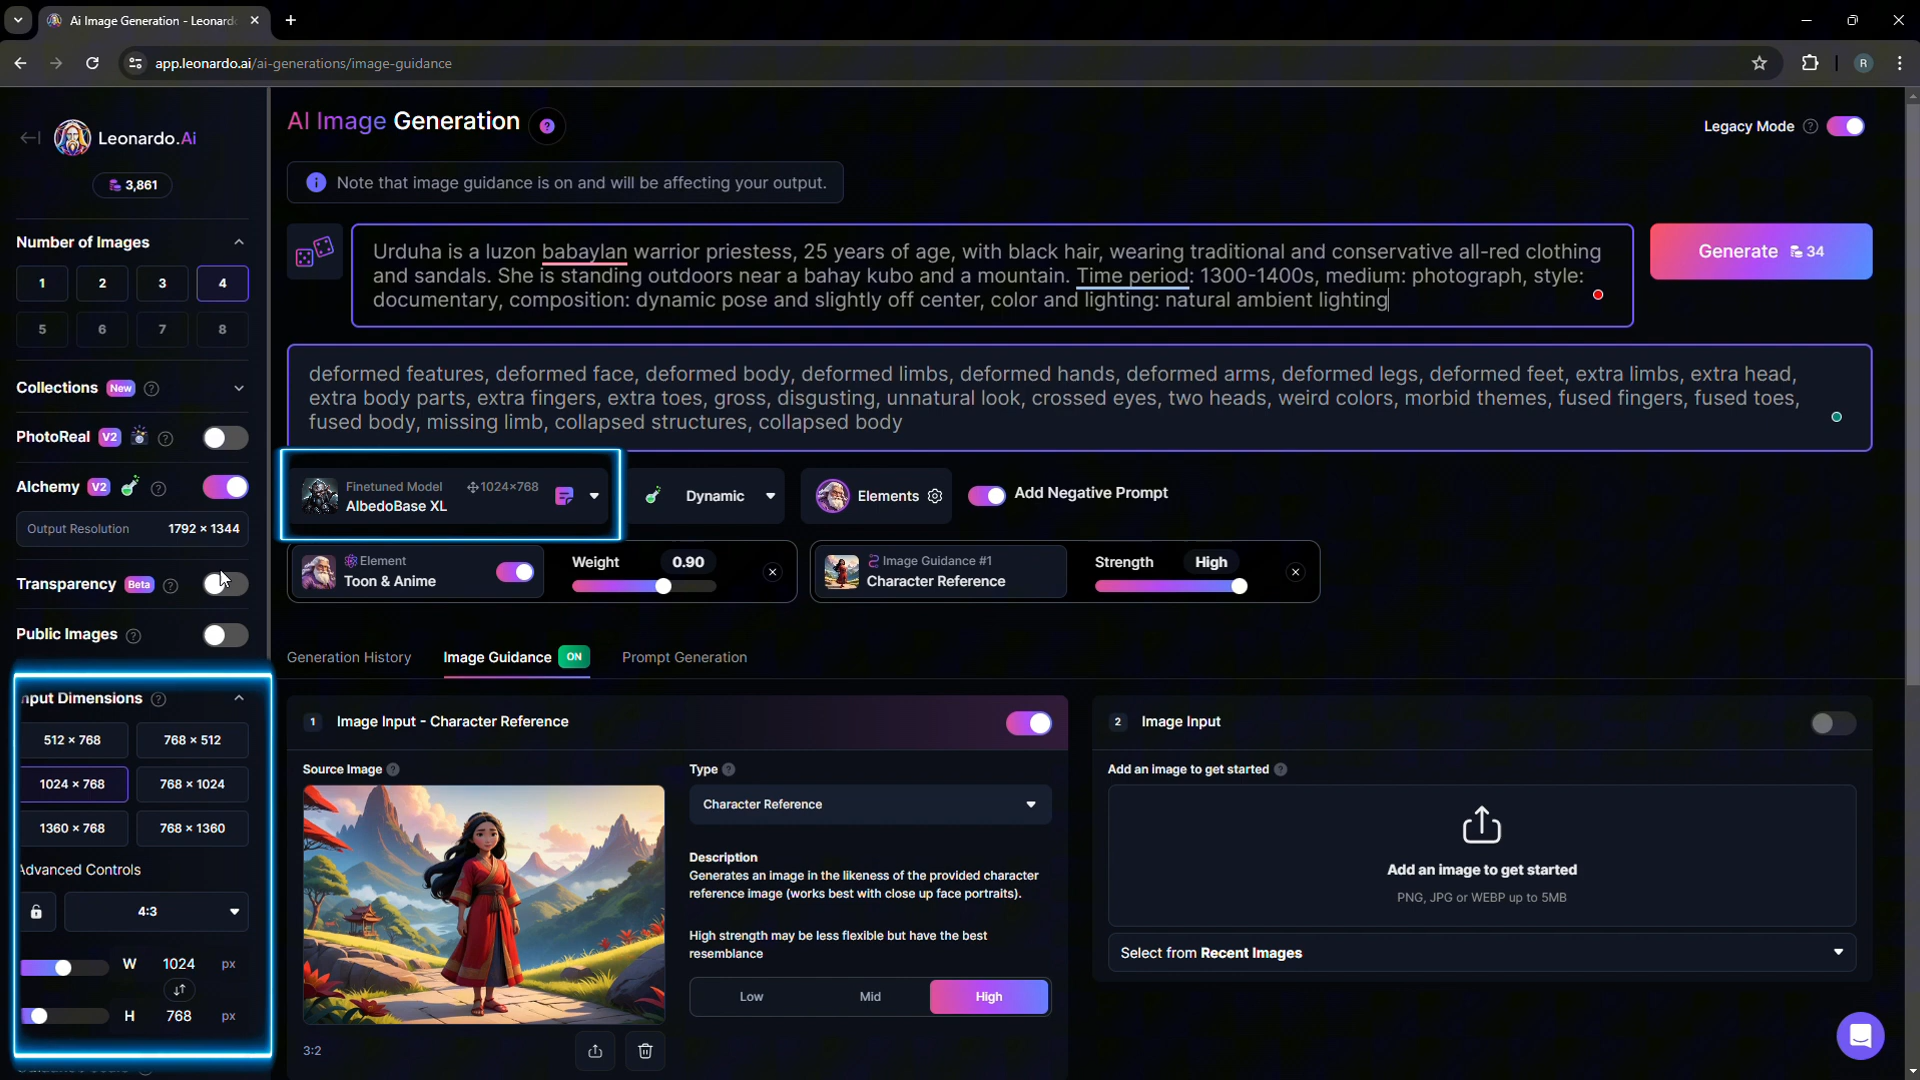 Ai Image Generation - Leonard
app.leonardo.ai/ai-generations/image-guidance
R
Leonardo.Ai
3,861
Number of Images
1 2 3 4
5 6 7 8
Collections New
PhotoReal V2
Alchemy V2
Output Resolution 1792 × 1344
Transparency Beta
Public Images
nput Dimensions
512 × 768 768 × 512
1024 × 768 768 × 1024
1360 × 768 768 × 1360
Advanced Controls
4:3
W 1024 px
H 768 px
AI Image Generation ?
Legacy Mode
Note that image guidance is on and will be affecting your output.
Urduha is a luzon babaylan warrior priestess, 25 years of age, with black hair, wearing traditional and conservative all-red clothing
and sandals. She is standing outdoors near a bahay kubo and a mountain. Time period: 1300-1400s, medium: photograph, style:
documentary, composition: dynamic pose and slightly off center, color and lighting: natural ambient lighting
Generate 34
deformed features, deformed face, deformed body, deformed limbs, deformed hands, deformed arms, deformed legs, deformed feet, extra limbs, extra head,
extra body parts, extra fingers, extra toes, gross, disgusting, unnatural look, crossed eyes, two heads, weird colors, morbid themes, fused fingers, fused toes,
fused body, missing limb, collapsed structures, collapsed body
Finetuned Model 1024×768
AlbedoBase XL
Dynamic
Elements
Add Negative Prompt
Element
Toon & Anime
Weight 0.90
Image Guidance #1
Character Reference
Strength High
Generation History Image Guidance ON Prompt Generation
1 Image Input - Character Reference
Source Image
3:2
Type
Character Reference
Description
Generates an image in the likeness of the provided character
reference image (works best with close up face portraits).
High strength may be less flexible but have the best
resemblance
Low Mid High
2 Image Input
Add an image to get started
Add an image to get started
PNG, JPG or WEBP up to 5MB
Select from Recent Images